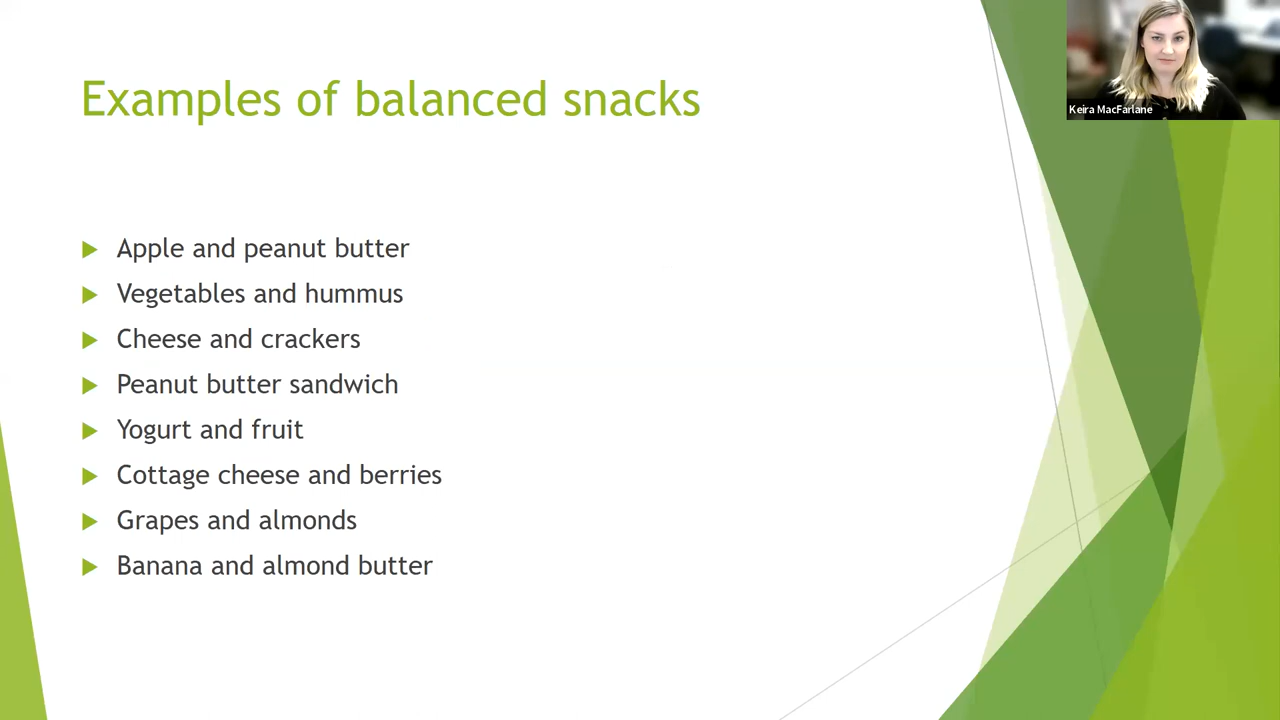 Examples of balanced snacks
Keira MacFarlane
Apple and peanut butter
Vegetables and hummus
Cheese and crackers
Peanut butter sandwich
Yogurt and fruit
Cottage cheese and berries
Grapes and almonds
Banana and almond butter